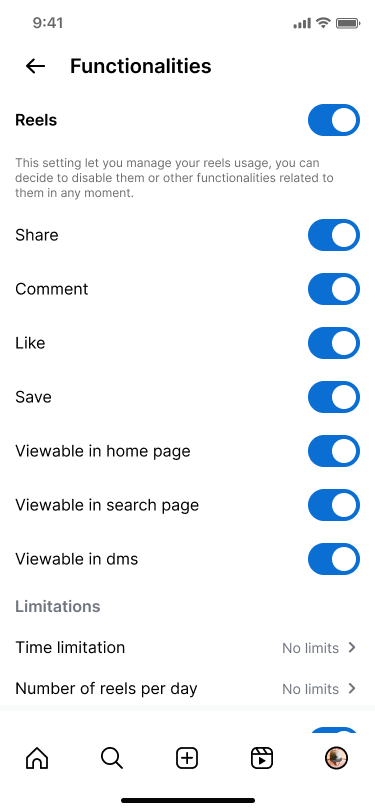 9:41
Functionalities
Reels
This setting let you manage your reels usage, you can
decide to disable them or other functionalities related to
them in any moment.
Share
Comment
Like
Save
Viewable in home page
Viewable in search page
Viewable in dms
Limitations
Time limitation No limits
Number of reels per day No limits